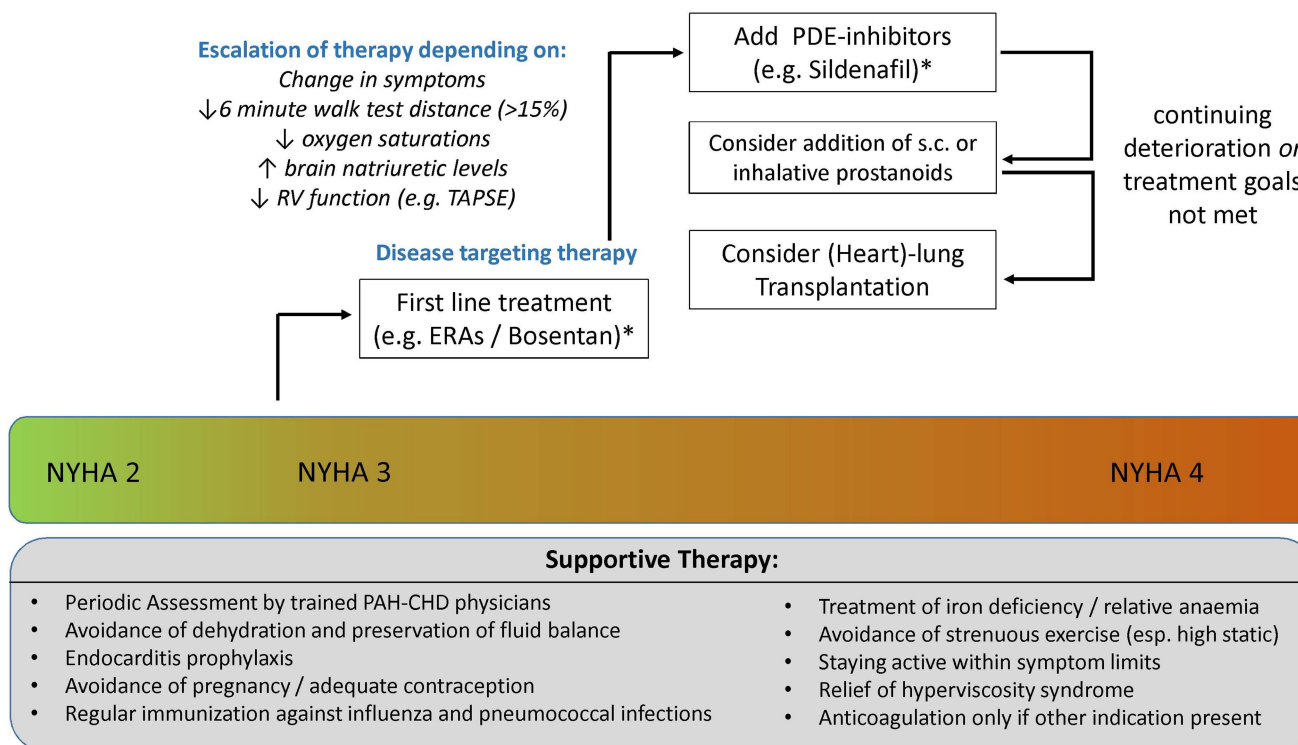 Escalation of therapy depending on:
Change in symptoms
↓6 minute walk test distance (>15%)
↓ oxygen saturations
↑ brain natriuretic levels
↓ RV function (e.g. TAPSE)
Disease targeting therapy
First line treatment
(e.g. ERAs / Bosentan)*
Add PDE-inhibitors
(e.g. Sildenafil)*
Consider addition of s.c. or
inhalative prostanoids
Consider (Heart)-lung
Transplantation
continuing
deterioration or
treatment goals
not met
NYHA 2
NYHA 3
NYHA 4
Supportive Therapy:
• Periodic Assessment by trained PAH-CHD physicians
• Avoidance of dehydration and preservation of fluid balance
• Endocarditis prophylaxis
• Avoidance of pregnancy / adequate contraception
• Regular immunization against influenza and pneumococcal infections
• Treatment of iron deficiency / relative anaemia
• Avoidance of strenuous exercise (esp. high static)
• Staying active within symptom limits
• Relief of hyperviscosity syndrome
• Anticoagulation only if other indication present